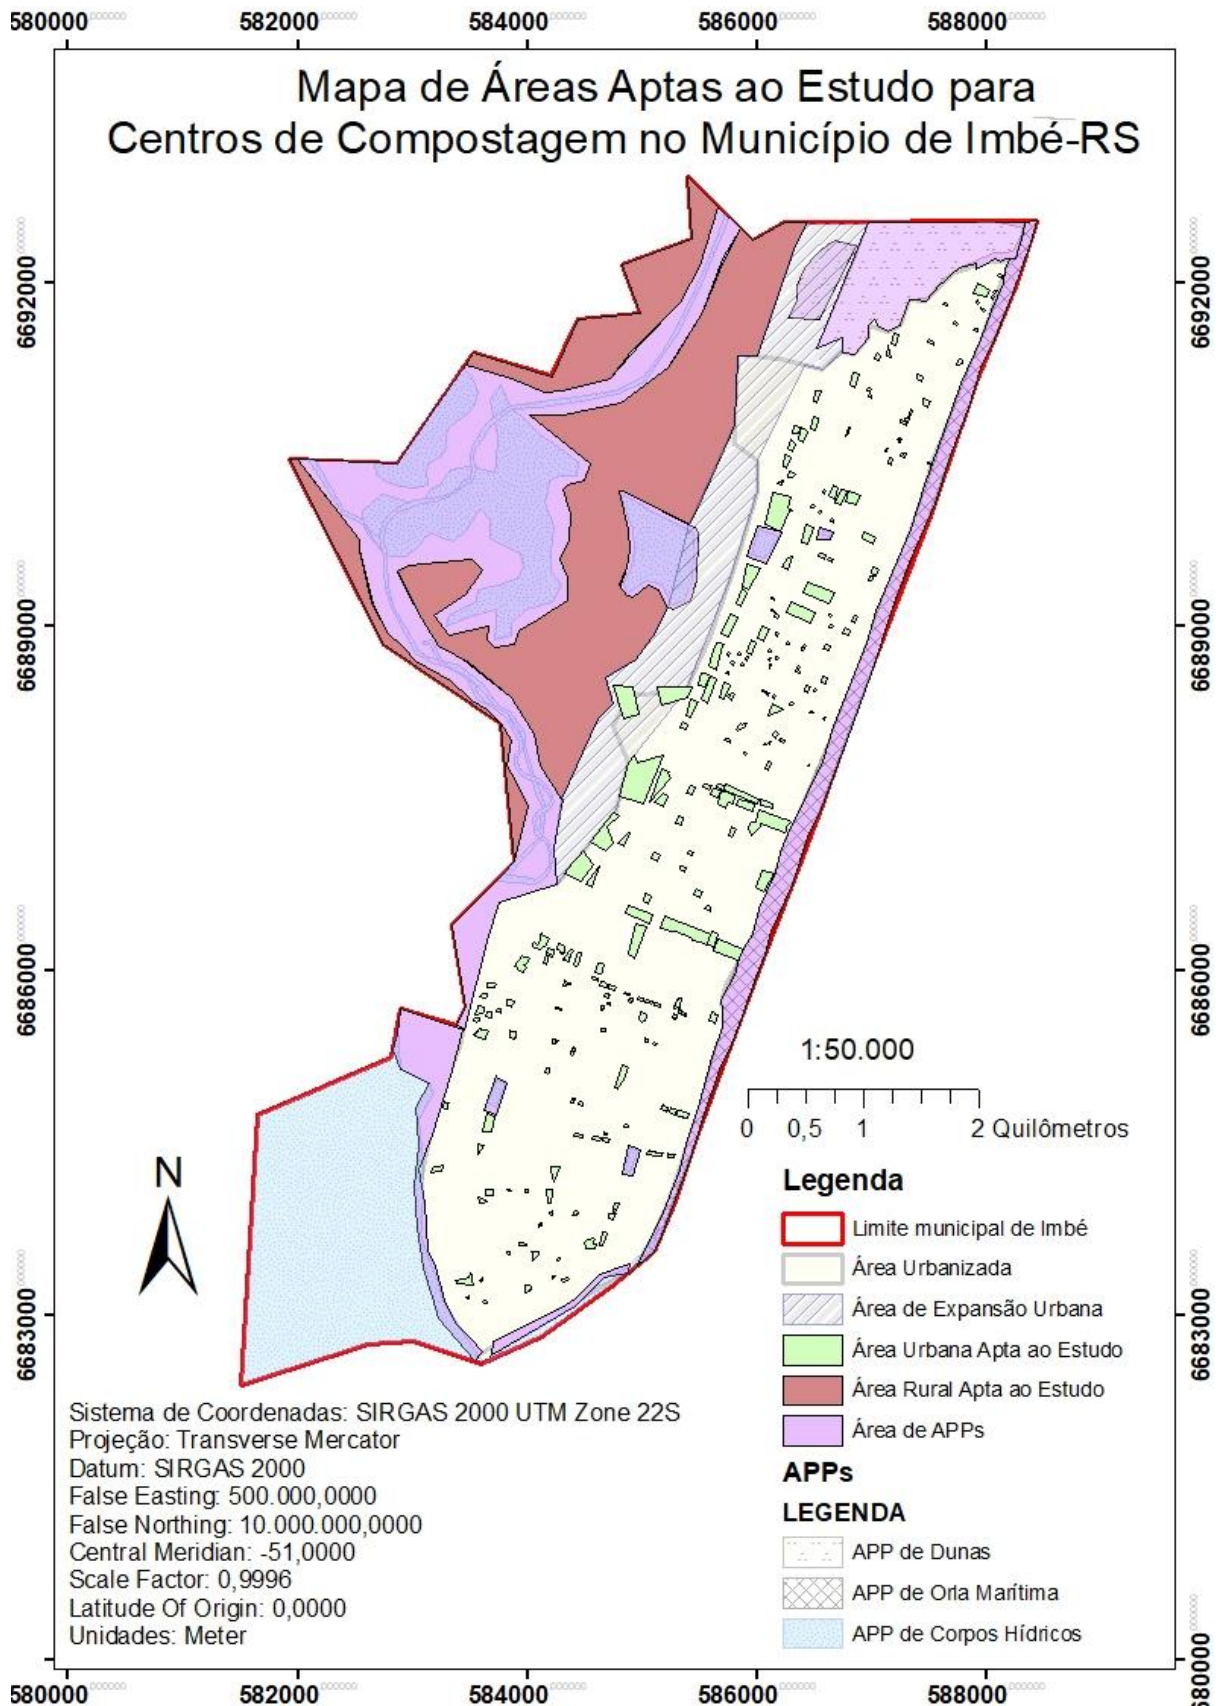 580000 582000 584000 586000 588000
Mapa de Áreas Aptas ao Estudo para
Centros de Compostagem no Município de Imbé-RS
6692000 6692000
6689000 6689000
6686000 6686000
1:50.000
0 0,5 1 2 Quilômetros
N
Legenda
Limite municipal de Imbé
Área Urbanizada
Área de Expansão Urbana
6683000 6683000
Área Urbana Apta ao Estudo
Área Rural Apta ao Estudo
Área de APPs
APPs
LEGENDA
APP de Dunas
APP de Orla Marítima
APP de Corpos Hídricos
Sistema de Coordenadas: SIRGAS 2000 UTM Zone 22S
Projeção: Transverse Mercator
Datum: SIRGAS 2000
False Easting: 500.000,0000
False Northing: 10.000.000,0000
Central Meridian: -51,0000
Scale Factor: 0,9996
Latitude Of Origin: 0,0000
Unidades: Meter
6680000
580000 582000 584000 586000 588000